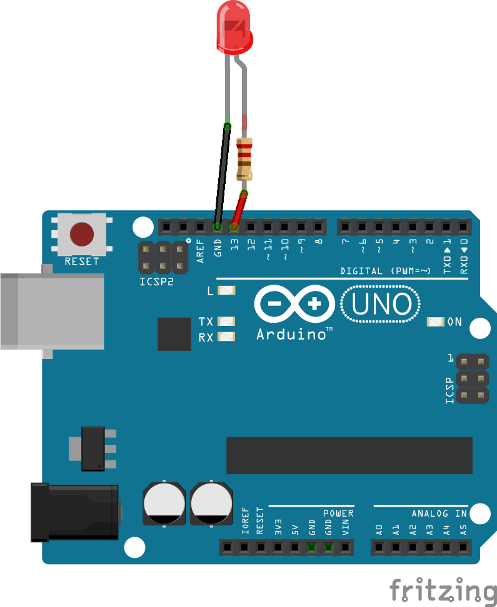 RESET
ICSP2
AREF
GND
13
12
~11
~10
~9
8
7
~6
~5
4
~3
2
TX0▶1
RX0◀0
DIGITAL (PWM=~)
L
TX
RX
UNO
Arduino™
ON
1
ICSP
IOREF
RESET
3V3
5V
GND
GND
VIN
POWER
ANALOG IN
A0
A1
A2
A3
A4
A5
fritzing